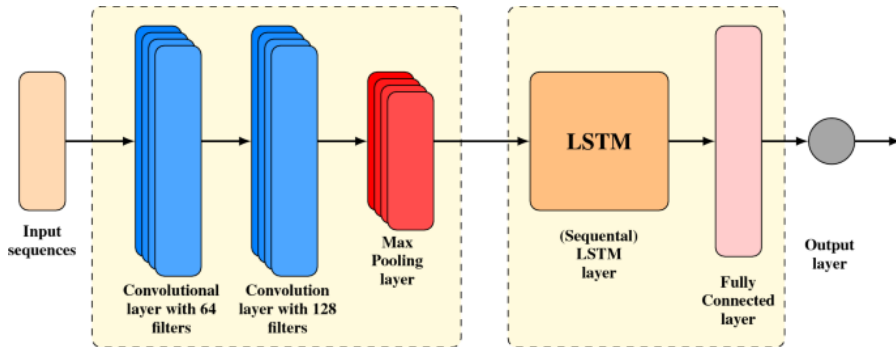 Input
sequences
Convolutional
layer with 64
filters
Convolution
layer with 128
filters
Max
Pooling
layer
LSTM
(Sequental)
LSTM
layer
Fully
Connected
layer
Output
layer